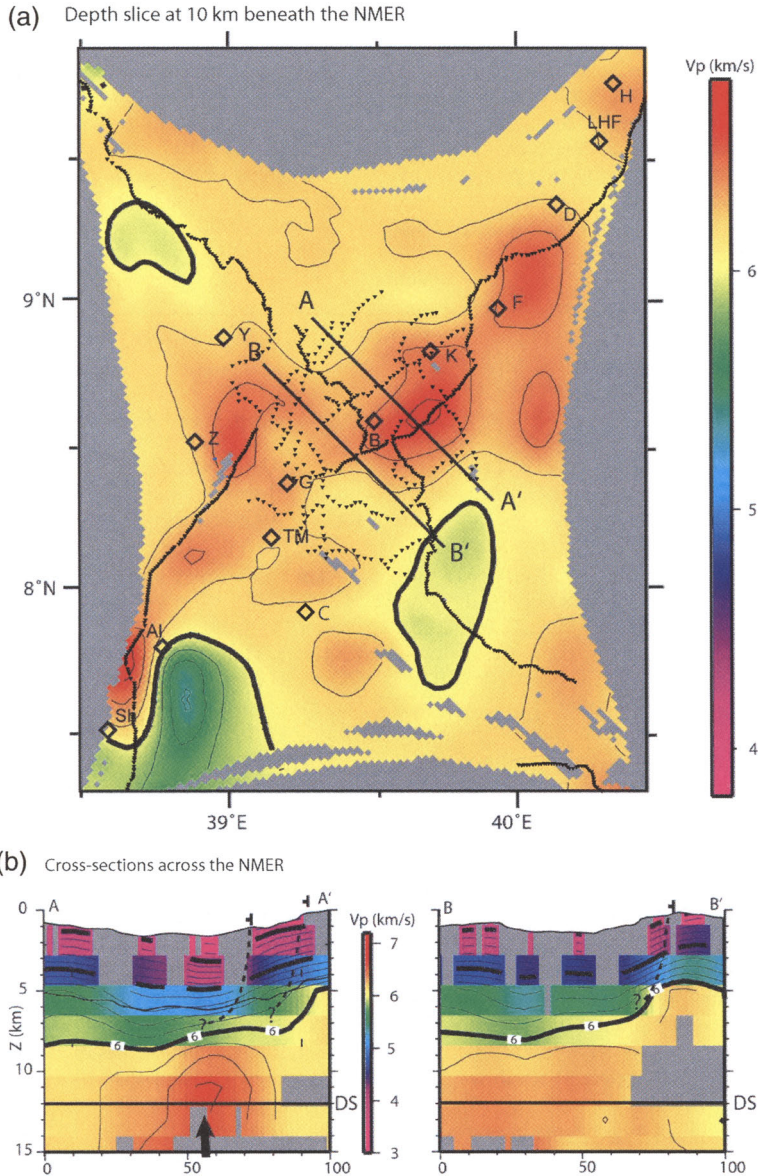 (a) Depth slice at 10 km beneath the NMER
Vp (km/s)
H
LHF
D
9°N
A
F
6
Y
B
K
B
Z
G
A'
5
TM
B'
8°N
C
Al
4
Sh
39°E
40°E
(b) Cross-sections across the NMER
0
A
A'
Vp (km/s)
B
B'
7
5
?
?
6
?
6
6
6
6
6
Z (km)
5
10
DS
4
DS
15
3
0
50
100
0
50
100